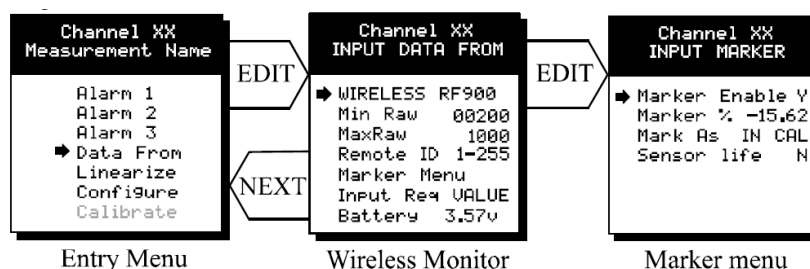 Channel XX
Measurement Name
Alarm 1
Alarm 2
Alarm 3
Data From
Linearize
Configure
Calibrate
Entry Menu
EDIT
NEXT
Channel XX
INPUT DATA FROM
WIRELESS RF900
Min Raw 00200
MaxRaw 1000
Remote ID 1-255
Marker Menu
Input Req VALUE
Battery 3.57v
Wireless Monitor
EDIT
Channel XX
INPUT MARKER
Marker Enable Y
Marker % -15.62
Mark As IN CAL
Sensor life N
Marker menu